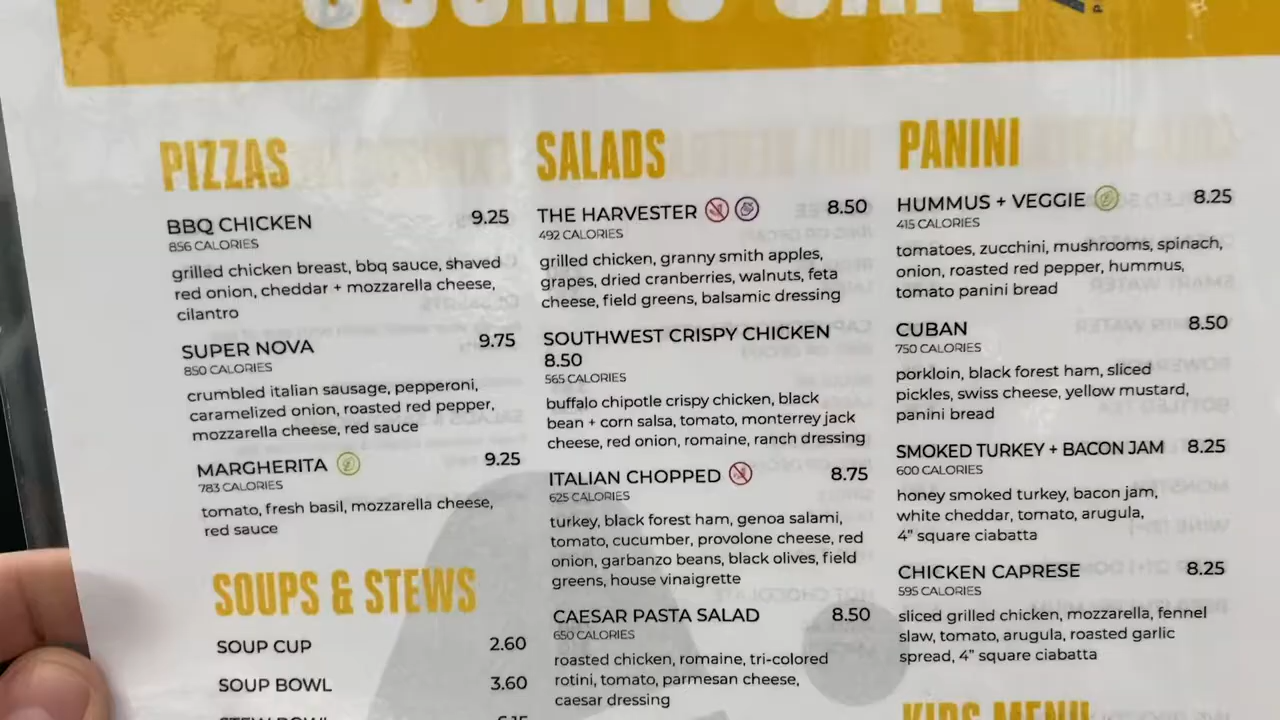 COSMIC CAFE
PIZZAS
BBQ CHICKEN 9.25
856 CALORIES
grilled chicken breast, bbq sauce, shaved
red onion, cheddar + mozzarella cheese,
cilantro
SUPER NOVA 9.75
850 CALORIES
crumbled italian sausage, pepperoni,
caramelized onion, roasted red pepper,
mozzarella cheese, red sauce
MARGHERITA 9.25
783 CALORIES
tomato, fresh basil, mozzarella cheese,
red sauce
SOUPS & STEWS
SOUP CUP 2.60
SOUP BOWL 3.60
STEW BOWL 6.15
SALADS
THE HARVESTER 8.50
492 CALORIES
grilled chicken, granny smith apples,
grapes, dried cranberries, walnuts, feta
cheese, field greens, balsamic dressing
SOUTHWEST CRISPY CHICKEN
8.50
565 CALORIES
buffalo chipotle crispy chicken, black
bean + corn salsa, tomato, monterrey jack
cheese, red onion, romaine, ranch dressing
ITALIAN CHOPPED 8.75
625 CALORIES
turkey, black forest ham, genoa salami,
tomato, cucumber, provolone cheese, red
onion, garbanzo beans, black olives, field
greens, house vinaigrette
CAESAR PASTA SALAD 8.50
650 CALORIES
roasted chicken, romaine, tri-colored
rotini, tomato, parmesan cheese,
caesar dressing
PANINI
HUMMUS + VEGGIE 8.25
415 CALORIES
tomatoes, zucchini, mushrooms, spinach,
onion, roasted red pepper, hummus,
tomato panini bread
CUBAN 8.50
750 CALORIES
porkloin, black forest ham, sliced
pickles, swiss cheese, yellow mustard,
panini bread
SMOKED TURKEY + BACON JAM 8.25
600 CALORIES
honey smoked turkey, bacon jam,
white cheddar, tomato, arugula,
4” square ciabatta
CHICKEN CAPRESE 8.25
595 CALORIES
sliced grilled chicken, mozzarella, fennel
slaw, tomato, arugula, roasted garlic
spread, 4” square ciabatta
KIDS MENU